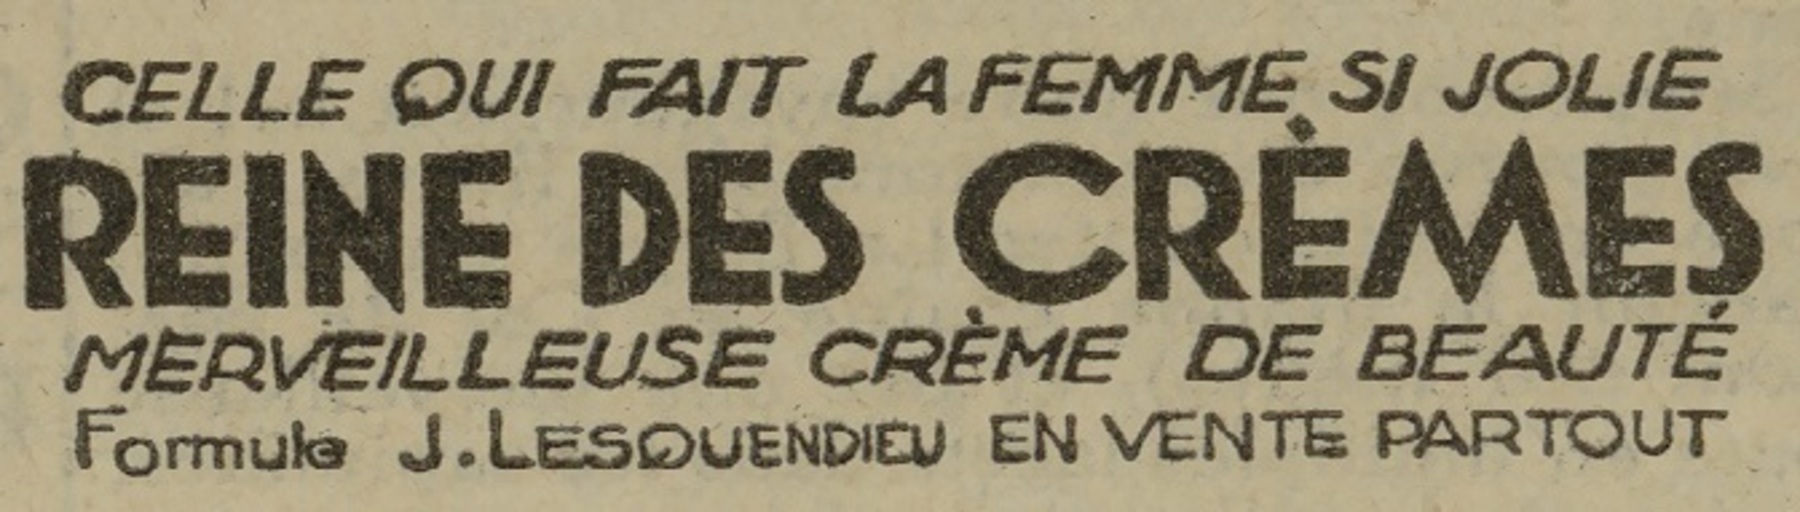 CELLE QUI FAIT LA FEMME SI JOLIE
REINE DES CRÈMES
MERVEILLEUSE CRÈME DE BEAUTÉ
Formule J. LESQUENDIEU EN VENTE PARTOUT